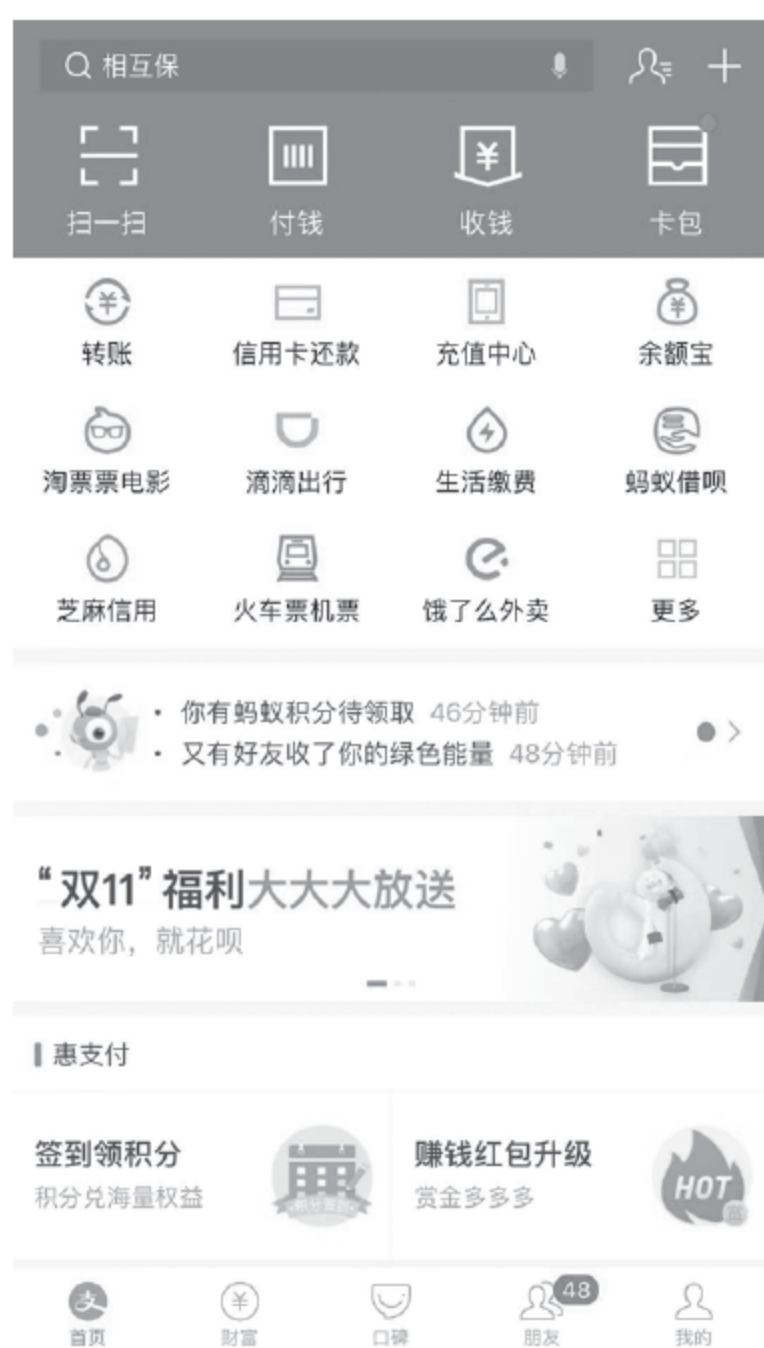 相互保
扫一扫 付钱 收钱 卡包
转账 信用卡还款 充值中心 余额宝
淘票票电影 滴滴出行 生活缴费 蚂蚁借呗
芝麻信用 火车票机票 饿了么外卖 更多
· 你有蚂蚁积分待领取 46分钟前
· 又有好友收了你的绿色能量 48分钟前
“双11”福利大大大放送
喜欢你，就花呗
惠支付
签到领积分
积分兑海量权益
赚钱红包升级
赏金多多多
HOT
48
支
首页 财富 口碑 朋友 我的